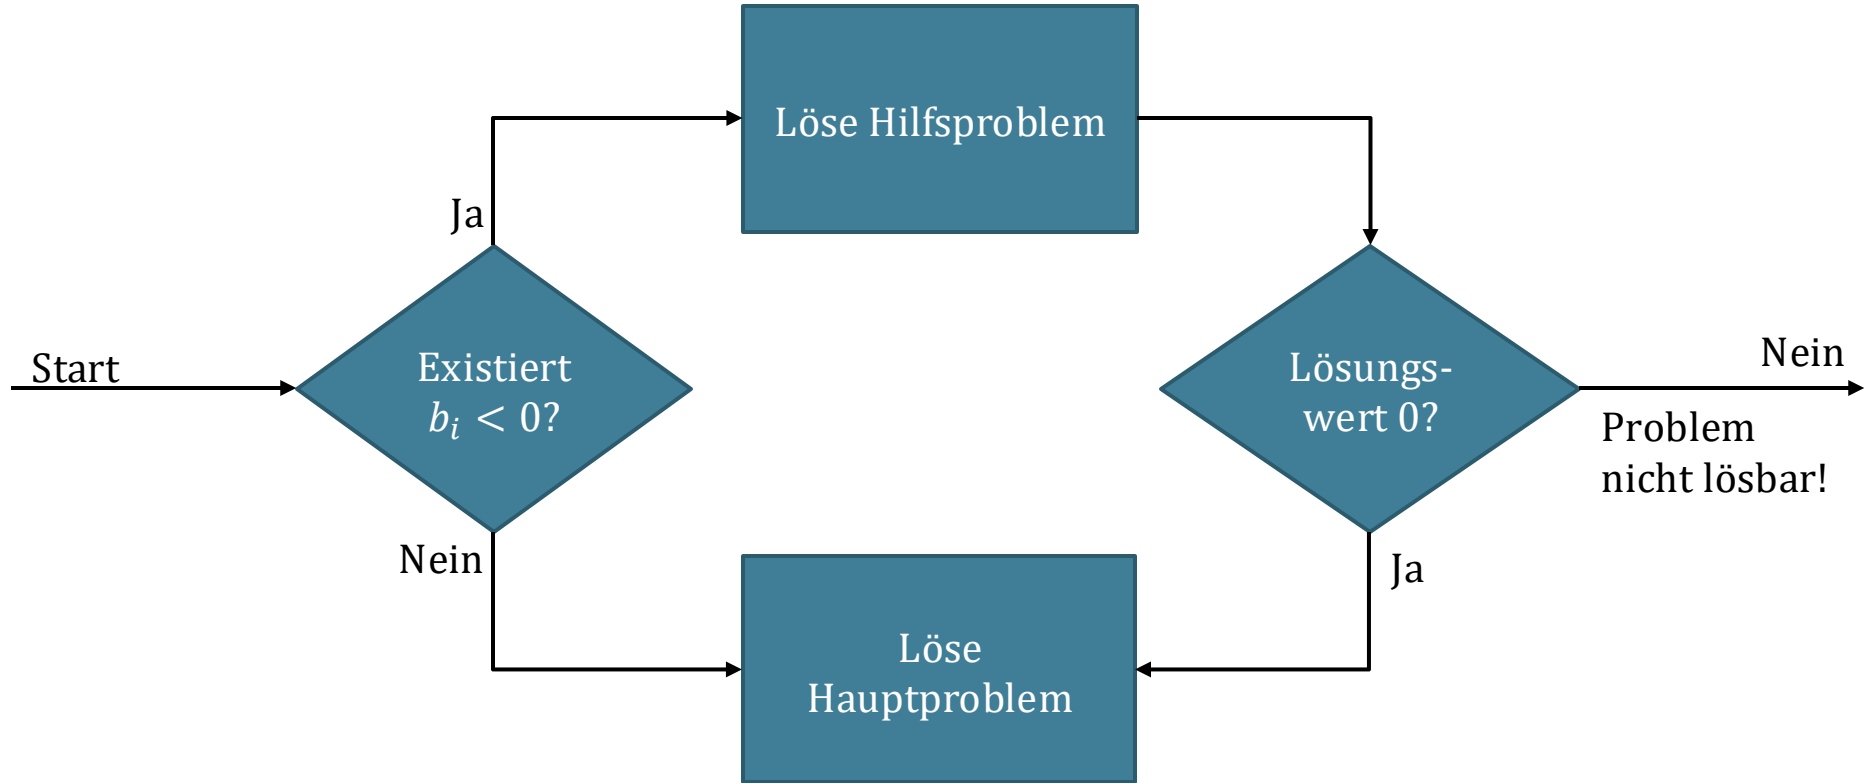 Löse Hilfsproblem
Ja
Start
Existiert
b_i < 0?
Lösungs-
wert 0?
Nein
Problem
nicht lösbar!
Nein
Ja
Löse
Hauptproblem